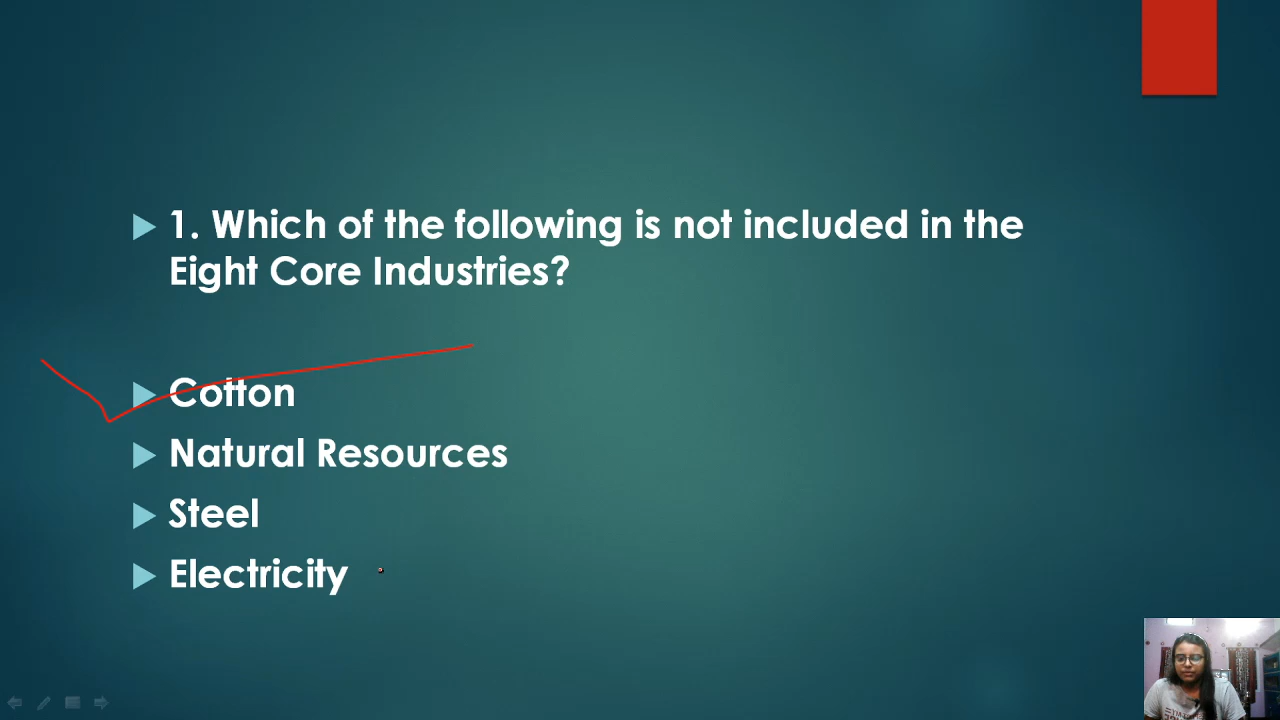 1. Which of the following is not included in the
Eight Core Industries?
Cotton
Natural Resources
Steel
Electricity